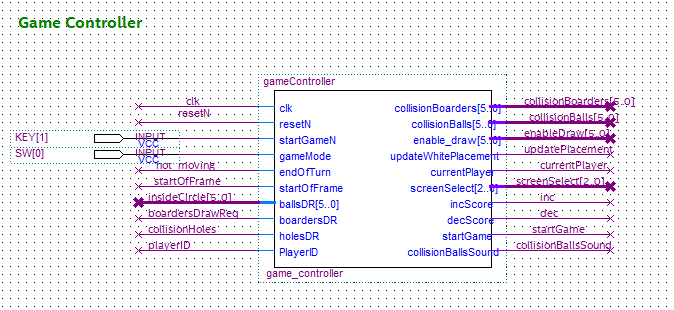 Game Controller
gameController
clk clk collisionBoarders[5..0] collisionBoarders[5..0]
resetN resetN collisionBalls[5..0] collisionBalls[5..0]
KEY[1] INPUT VCC startGameN enable_draw[5..0] enableDraw[5..0]
SW[0] INPUT VCC gameMode updateWhitePlacement updatePlacement
not_moving endOfTurn currentPlayer currentPlayer
startOfFrame startOfFrame screenSelect[2..0] screenSelect[2..0]
insideCircle[5..0] ballsDR[5..0] incScore inc
boardersDrawReq boardersDR decScore dec
collisionHoles holesDR startGame startGame
playerID PlayerID collisionBallsSound collisionBallsSound
game_controller